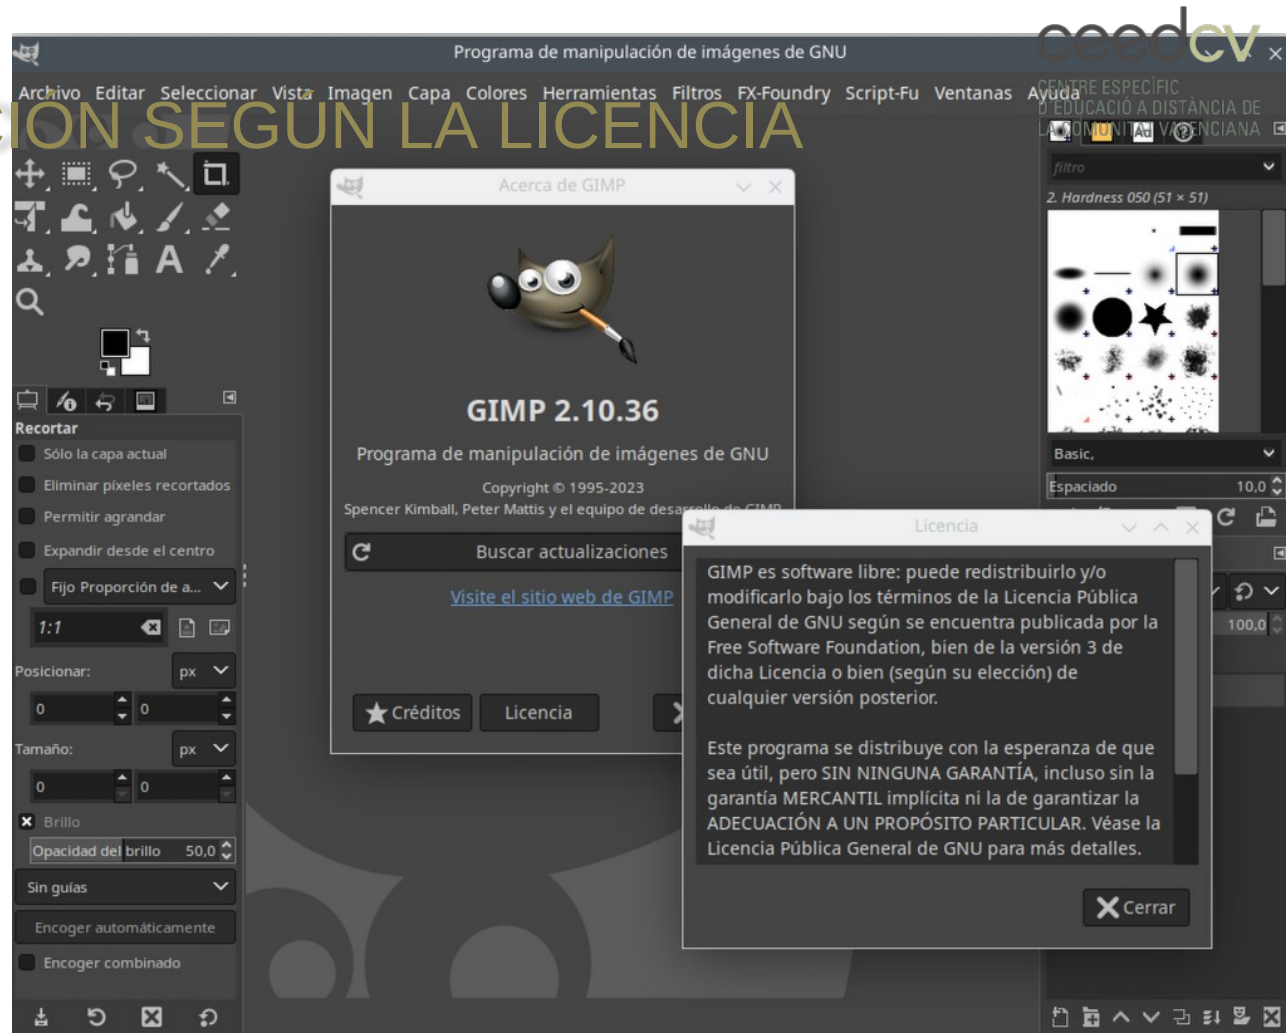 ceedcv
Programa de manipulación de imágenes de GNU
CENTRE ESPECÍFIC
D'EDUCACIÓ A DISTÀNCIA DE
LA COMUNITAT VALENCIANA
Archivo Editar Seleccionar Vista Imagen Capa Colores Herramientas Filtros FX-Foundry Script-Fu Ventanas Ayuda
CIÓN SEGÚN LA LICENCIA
filtro
2. Hardness 050 (51 × 51)
Basic,
Espaciado 10,0
100,0
Recortar
Sólo la capa actual
Eliminar píxeles recortados
Permitir agrandar
Expandir desde el centro
Fijo Proporción de a...
1:1
Posicionar: px
0 0
Tamaño: px
0 0
Brillo
Opacidad del brillo 50,0
Sin guías
Encoger automáticamente
Encoger combinado
Acerca de GIMP
GIMP 2.10.36
Programa de manipulación de imágenes de GNU
Copyright © 1995-2023
Spencer Kimball, Peter Mattis y el equipo de desarrollo de GIMP
Buscar actualizaciones
Visite el sitio web de GIMP
Créditos Licencia
Licencia
GIMP es software libre: puede redistribuirlo y/o
modificarlo bajo los términos de la Licencia Pública
General de GNU según se encuentra publicada por la
Free Software Foundation, bien de la versión 3 de
dicha Licencia o bien (según su elección) de
cualquier versión posterior.
Este programa se distribuye con la esperanza de que
sea útil, pero SIN NINGUNA GARANTÍA, incluso sin la
garantía MERCANTIL implícita ni la de garantizar la
ADECUACIÓN A UN PROPÓSITO PARTICULAR. Véase la
Licencia Pública General de GNU para más detalles.
Cerrar